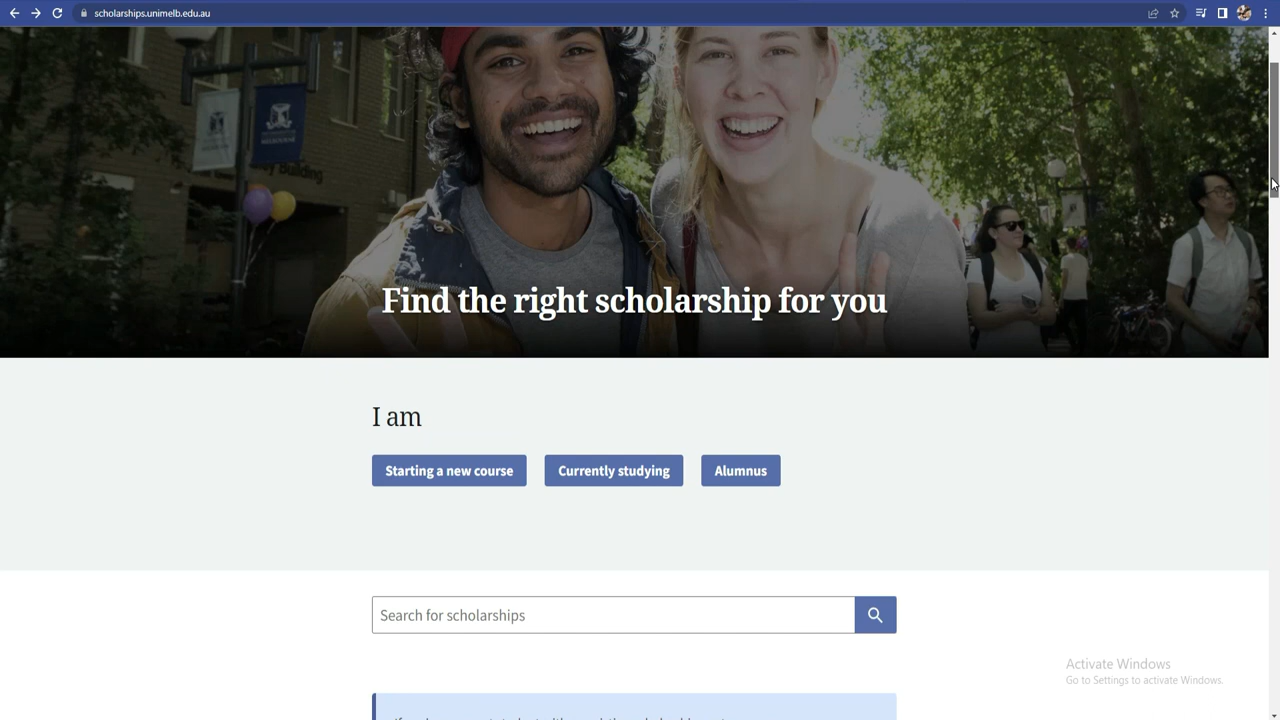 scholarships.unimelb.edu.au
Find the right scholarship for you
I am
Starting a new course
Currently studying
Alumnus
Search for scholarships
Activate Windows
Go to Settings to activate Windows.